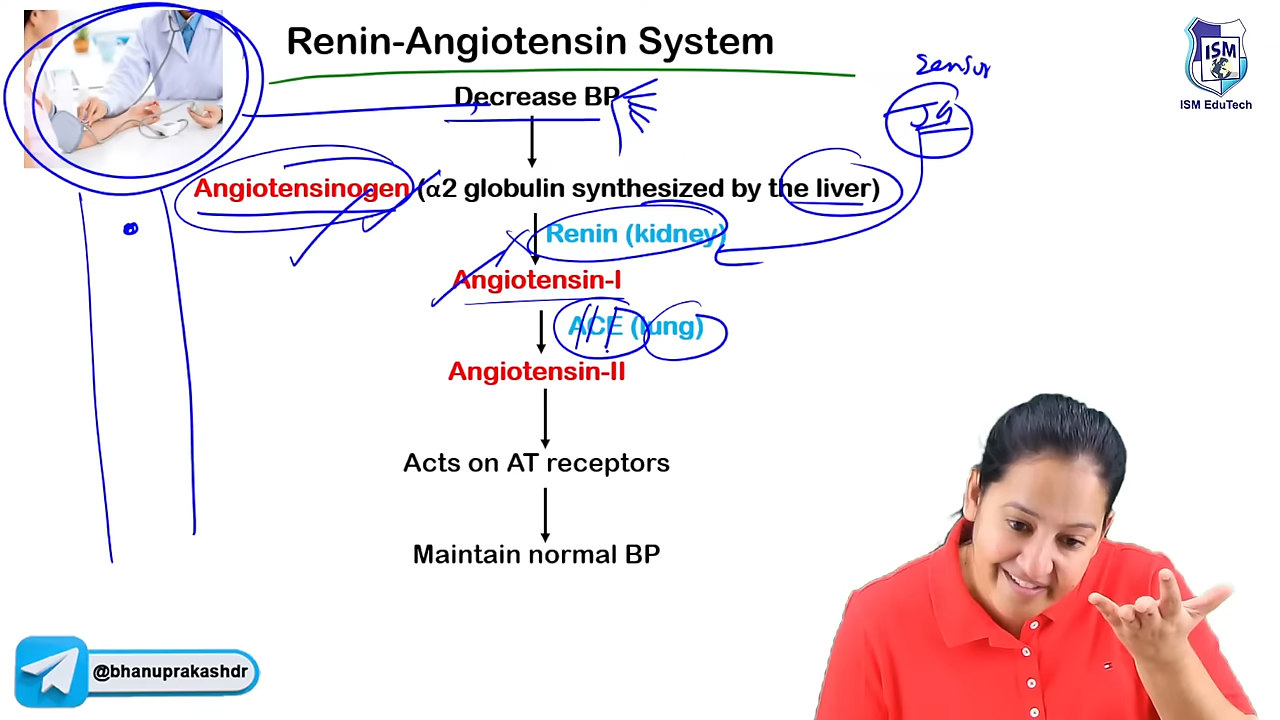 Renin-Angiotensin System
sensor
ISM
ISM EduTech
Decrease BP
JG
Angiotensinogen (α2 globulin synthesized by the liver)
Renin (kidney)
Angiotensin-I
ACE (lung)
Angiotensin-II
Acts on AT receptors
Maintain normal BP
@bhanuprakashdr